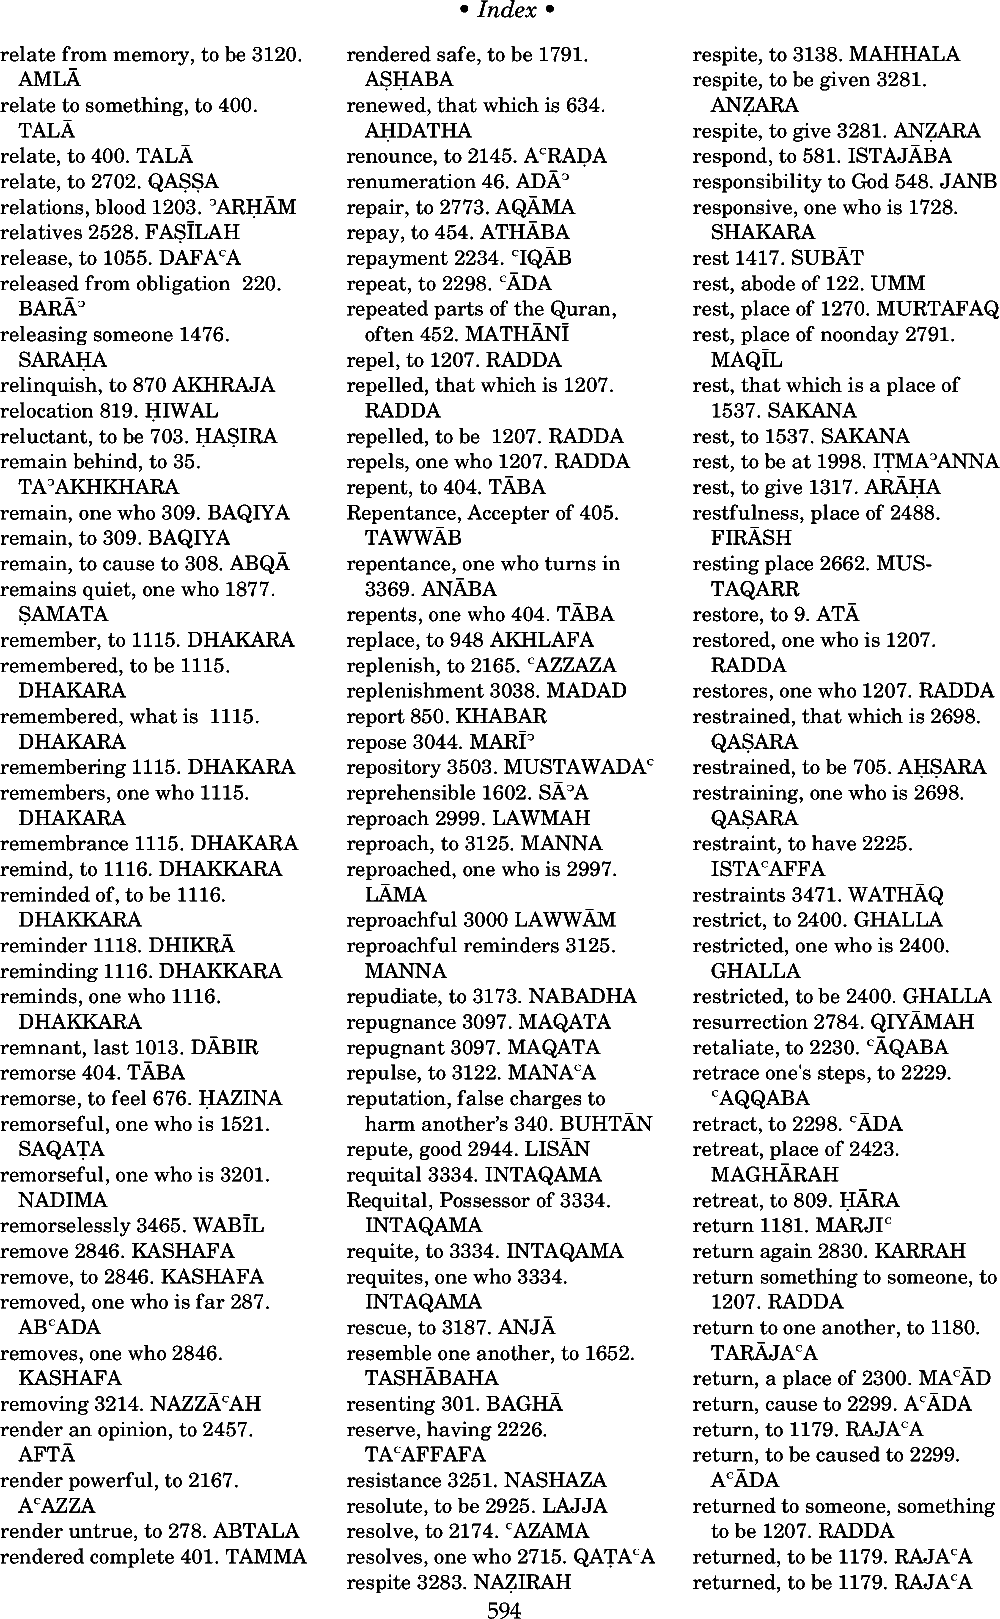 • Index •
relate from memory, to be 3120.
AMLĀ
relate to something, to 400.
TALĀ
relate, to 400. TALĀ
relate, to 2702. QAṢṢA
relations, blood 1203. ᵓARḤĀM
relatives 2528. FAṢĪLAH
release, to 1055. DAFAᶜA
released from obligation 220.
BARĀᵓ
releasing someone 1476.
SARAḤA
relinquish, to 870 AKHRAJA
relocation 819. ḤIWAL
reluctant, to be 703. ḤAṢIRA
remain behind, to 35.
TAᵓAKHKHARA
remain, one who 309. BAQIYA
remain, to 309. BAQIYA
remain, to cause to 308. ABQĀ
remains quiet, one who 1877.
ṢAMATA
remember, to 1115. DHAKARA
remembered, to be 1115.
DHAKARA
remembered, what is 1115.
DHAKARA
remembering 1115. DHAKARA
remembers, one who 1115.
DHAKARA
remembrance 1115. DHAKARA
remind, to 1116. DHAKKARA
reminded of, to be 1116.
DHAKKARA
reminder 1118. DHIKRĀ
reminding 1116. DHAKKARA
reminds, one who 1116.
DHAKKARA
remnant, last 1013. DĀBIR
remorse 404. TĀBA
remorse, to feel 676. ḤAZINA
remorseful, one who is 1521.
SAQAṬA
remorseful, one who is 3201.
NADIMA
remorselessly 3465. WABĪL
remove 2846. KASHAFA
remove, to 2846. KASHAFA
removed, one who is far 287.
ABᶜADA
removes, one who 2846.
KASHAFA
removing 3214. NAZZĀᶜAH
render an opinion, to 2457.
AFTĀ
render powerful, to 2167.
AᶜAZZA
render untrue, to 278. ABTALA
rendered complete 401. TAMMA
rendered safe, to be 1791.
AṢḤABA
renewed, that which is 634.
AḤDATHA
renounce, to 2145. AᶜRAḌA
renumeration 46. ADĀᵓ
repair, to 2773. AQĀMA
repay, to 454. ATHĀBA
repayment 2234. ᶜIQĀB
repeat, to 2298. ᶜĀDA
repeated parts of the Quran,
often 452. MATHĀNĪ
repel, to 1207. RADDA
repelled, that which is 1207.
RADDA
repelled, to be 1207. RADDA
repels, one who 1207. RADDA
repent, to 404. TĀBA
Repentance, Accepter of 405.
TAWWĀB
repentance, one who turns in
3369. ANĀBA
repents, one who 404. TĀBA
replace, to 948 AKHLAFA
replenish, to 2165. ᶜAZZAZA
replenishment 3038. MADAD
report 850. KHABAR
repose 3044. MARĪᵓ
repository 3503. MUSTAWADAᶜ
reprehensible 1602. SĀᵓA
reproach 2999. LAWMAH
reproach, to 3125. MANNA
reproached, one who is 2997.
LĀMA
reproachful 3000 LAWWĀM
reproachful reminders 3125.
MANNA
repudiate, to 3173. NABADHA
repugnance 3097. MAQATA
repugnant 3097. MAQATA
repulse, to 3122. MANAᶜA
reputation, false charges to
harm another's 340. BUHTĀN
repute, good 2944. LISĀN
requital 3334. INTAQAMA
Requital, Possessor of 3334.
INTAQAMA
requite, to 3334. INTAQAMA
requites, one who 3334.
INTAQAMA
rescue, to 3187. ANJĀ
resemble one another, to 1652.
TASHĀBAHA
resenting 301. BAGHĀ
reserve, having 2226.
TAᶜAFFAFA
resistance 3251. NASHAZA
resolute, to be 2925. LAJJA
resolve, to 2174. ᶜAZAMA
resolves, one who 2715. QAṬAᶜA
respite 3283. NAẒIRAH
respite, to 3138. MAHHALA
respite, to be given 3281.
ANẒARA
respite, to give 3281. ANẒARA
respond, to 581. ISTAJĀBA
responsibility to God 548. JANB
responsive, one who is 1728.
SHAKARA
rest 1417. SUBĀT
rest, abode of 122. UMM
rest, place of 1270. MURTAFAQ
rest, place of noonday 2791.
MAQĪL
rest, that which is a place of
1537. SAKANA
rest, to 1537. SAKANA
rest, to be at 1998. IṬMAᵓANNA
rest, to give 1317. ARĀḤA
restfulness, place of 2488.
FIRĀSH
resting place 2662. MUS-
TAQARR
restore, to 9. ATĀ
restored, one who is 1207.
RADDA
restores, one who 1207. RADDA
restrained, that which is 2698.
QAṢARA
restrained, to be 705. AḤṢARA
restraining, one who is 2698.
QAṢARA
restraint, to have 2225.
ISTAᶜAFFA
restraints 3471. WATHĀQ
restrict, to 2400. GHALLA
restricted, one who is 2400.
GHALLA
restricted, to be 2400. GHALLA
resurrection 2784. QIYĀMAH
retaliate, to 2230. ᶜĀQABA
retrace one's steps, to 2229.
ᶜAQQABA
retract, to 2298. ᶜĀDA
retreat, place of 2423.
MAGHĀRAH
retreat, to 809. ḤĀRA
return 1181. MARJIᶜ
return again 2830. KARRAH
return something to someone, to
1207. RADDA
return to one another, to 1180.
TARĀJAᶜA
return, a place of 2300. MAᶜĀD
return, cause to 2299. AᶜĀDA
return, to 1179. RAJAᶜA
return, to be caused to 2299.
AᶜĀDA
returned to someone, something
to be 1207. RADDA
returned, to be 1179. RAJAᶜA
returned, to be 1179. RAJAᶜA
594